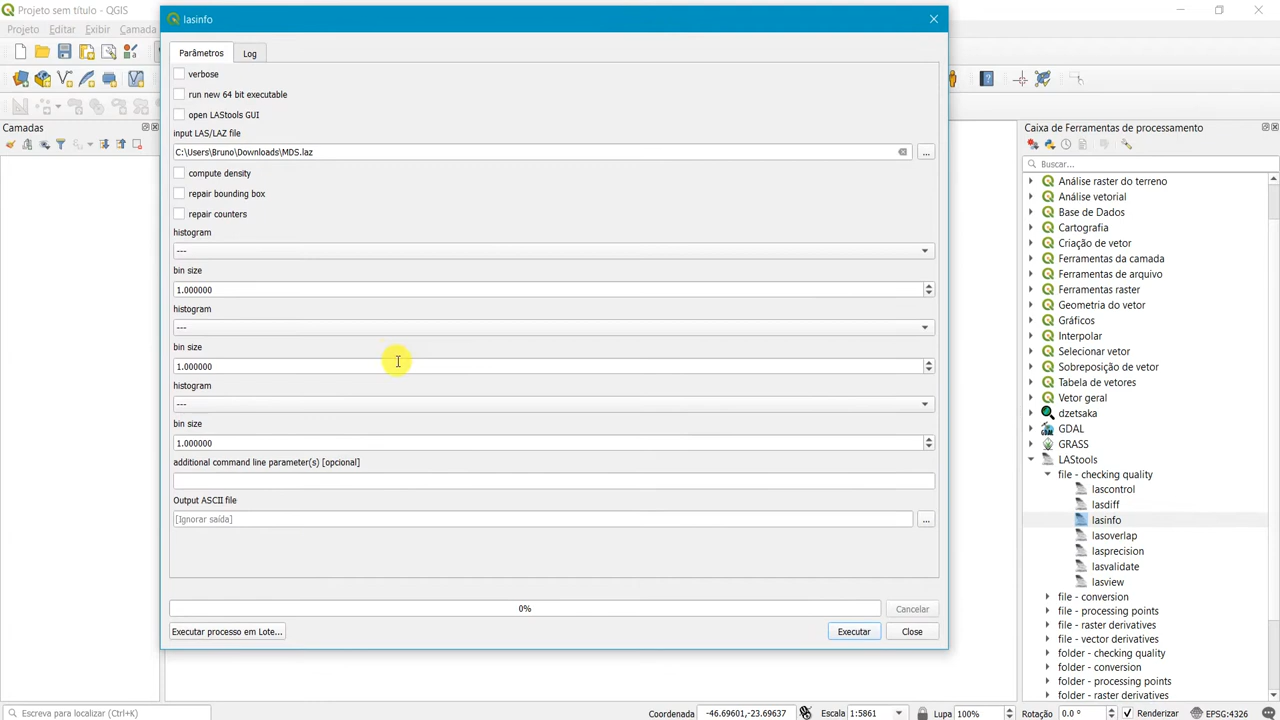 Projeto sem título - QGIS
Projeto Editar Exibir Camada
Camadas
lasinfo
Parâmetros
Log
verbose
run new 64 bit executable
open LAStools GUI
input LAS/LAZ file
C:\Users\Bruno\Downloads\MDS.laz
...
compute density
repair bounding box
repair counters
histogram
---
bin size
1.000000
histogram
---
bin size
1.000000
histogram
---
bin size
1.000000
additional command line parameter(s) [opcional]
Output ASCII file
[Ignorar saída]
...
0%
Cancelar
Executar processo em Lote...
Executar
Close
Caixa de Ferramentas de processamento
Buscar...
Análise raster do terreno
Análise vetorial
Base de Dados
Cartografia
Criação de vetor
Ferramentas da camada
Ferramentas de arquivo
Ferramentas raster
Geometria do vetor
Gráficos
Interpolar
Selecionar vetor
Sobreposição de vetor
Tabela de vetores
Vetor geral
dzetsaka
GDAL
GRASS
LAStools
file - checking quality
lascontrol
lasdiff
lasinfo
lasoverlap
lasprecision
lasvalidate
lasview
file - conversion
file - processing points
file - raster derivatives
file - vector derivatives
folder - checking quality
folder - conversion
folder - processing points
folder - raster derivatives
Escreva para localizar (Ctrl+K)
Coordenada -46.69601,-23.69637
Escala 1:5861
Lupa 100%
Rotação 0.0 °
Renderizar
EPSG:4326